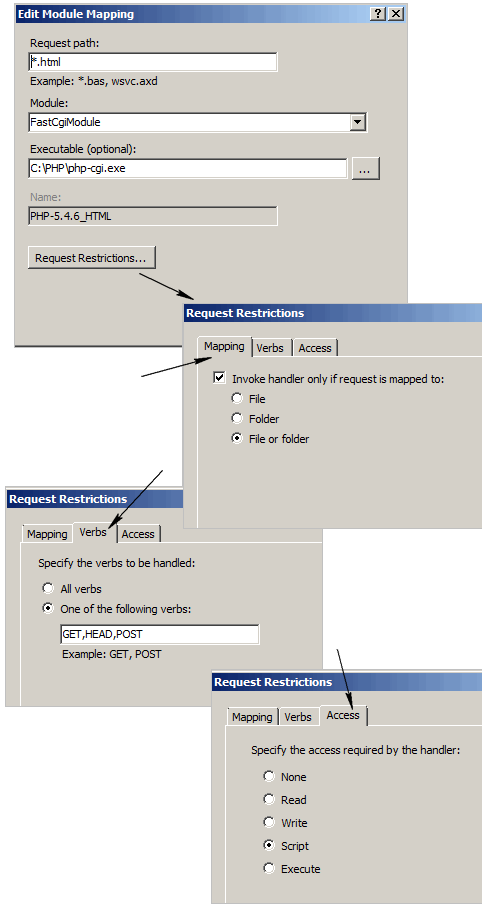 Edit Module Mapping
Request path:
*.html
Example: *.bas, wsvc.axd
Module:
FastCgiModule
Executable (optional):
C:\PHP\php-cgi.exe
...
Name:
PHP-5.4.6_HTML
Request Restrictions...
Request Restrictions
Mapping Verbs Access
Invoke handler only if request is mapped to:
File
Folder
File or folder
Request Restrictions
Mapping Verbs Access
Specify the verbs to be handled:
All verbs
One of the following verbs:
GET,HEAD,POST
Example: GET, POST
Request Restrictions
Mapping Verbs Access
Specify the access required by the handler:
None
Read
Write
Script
Execute